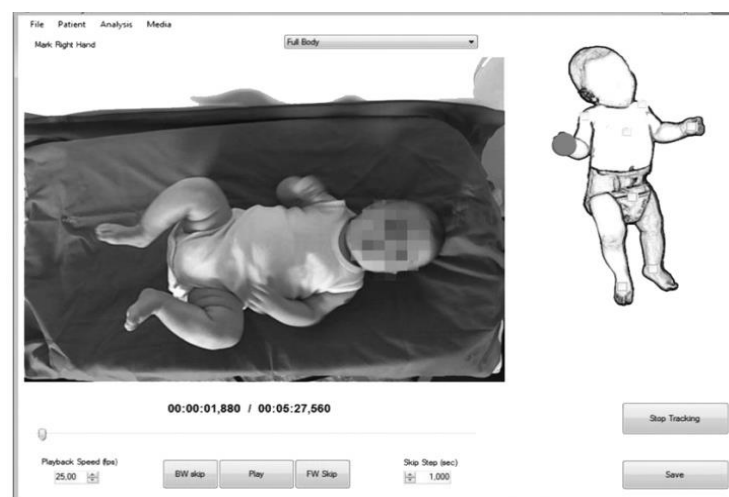 File Patient Analysis Media
Mark Right Hand
Full Body
00:00:01,880 / 00:05:27,560
Stop Tracking
Playback Speed (fps)
25,00
BW skip
Play
FW Skip
Skip Step (sec)
1,000
Save